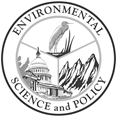 ENVIRONMENTAL
SCIENCE and POLICY